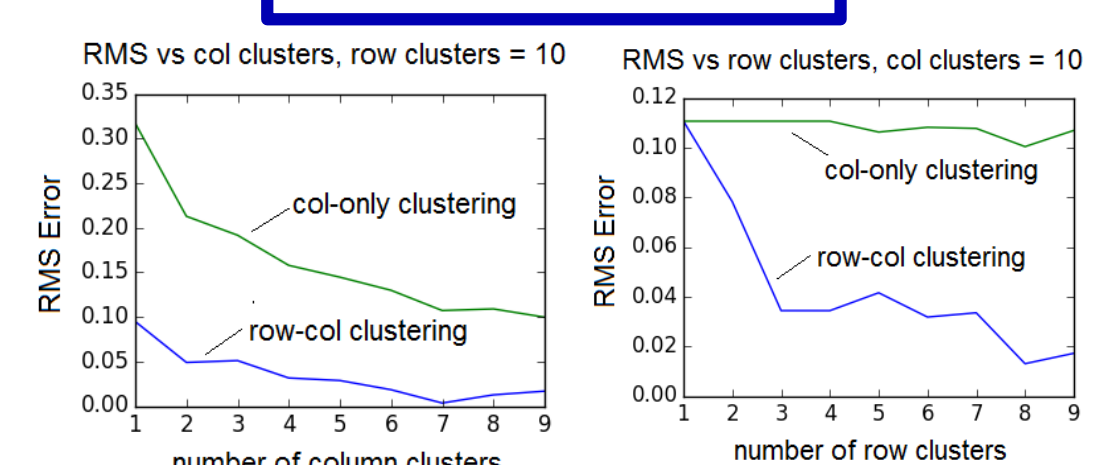 RMS vs col clusters, row clusters = 10
0.35
0.30
0.25
0.20
0.15
0.10
0.05
0.00
RMS Error
col-only clustering
row-col clustering
1 2 3 4 5 6 7 8 9
number of column clusters
RMS vs row clusters, col clusters = 10
0.12
0.10
0.08
0.06
0.04
0.02
0.00
RMS Error
col-only clustering
row-col clustering
1 2 3 4 5 6 7 8 9
number of row clusters